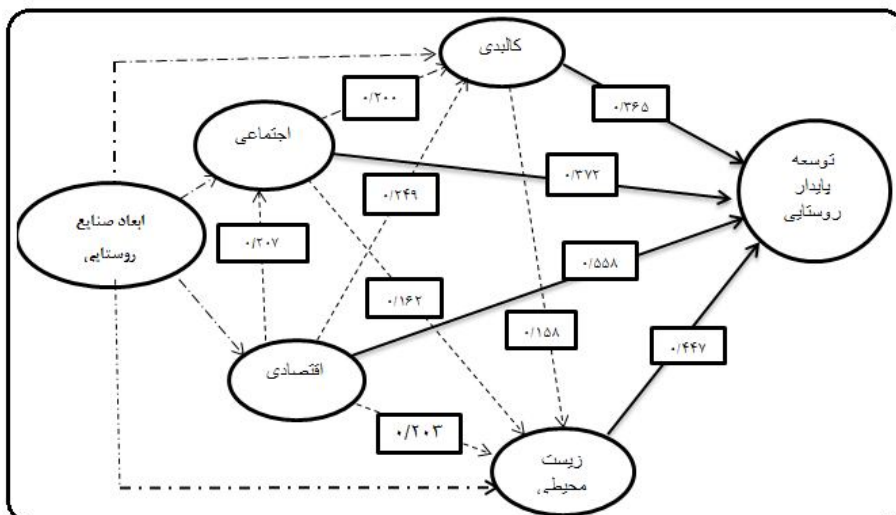 کالبدی
۰/۲۰۰
۰/۳۶۵
اجتماعی
توسعه
پایدار
روستایی
۰/۳۷۲
۰/۲۴۹
ابعاد صنایع
روستایی
۰/۲۰۷
۰/۵۵۸
۰/۱۶۲
۰/۱۵۸
۰/۴۴۷
اقتصادی
۰/۲۰۳
زیست
محیطی